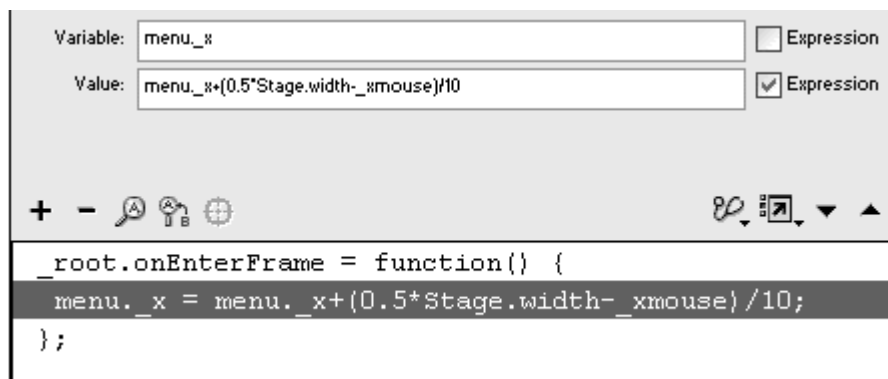 Variable: menu._x Expression
Value: menu._x+(0.5*Stage.width-_xmouse)/10 Expression
_root.onEnterFrame = function() {
menu._x = menu._x+(0.5*Stage.width-_xmouse)/10;
};